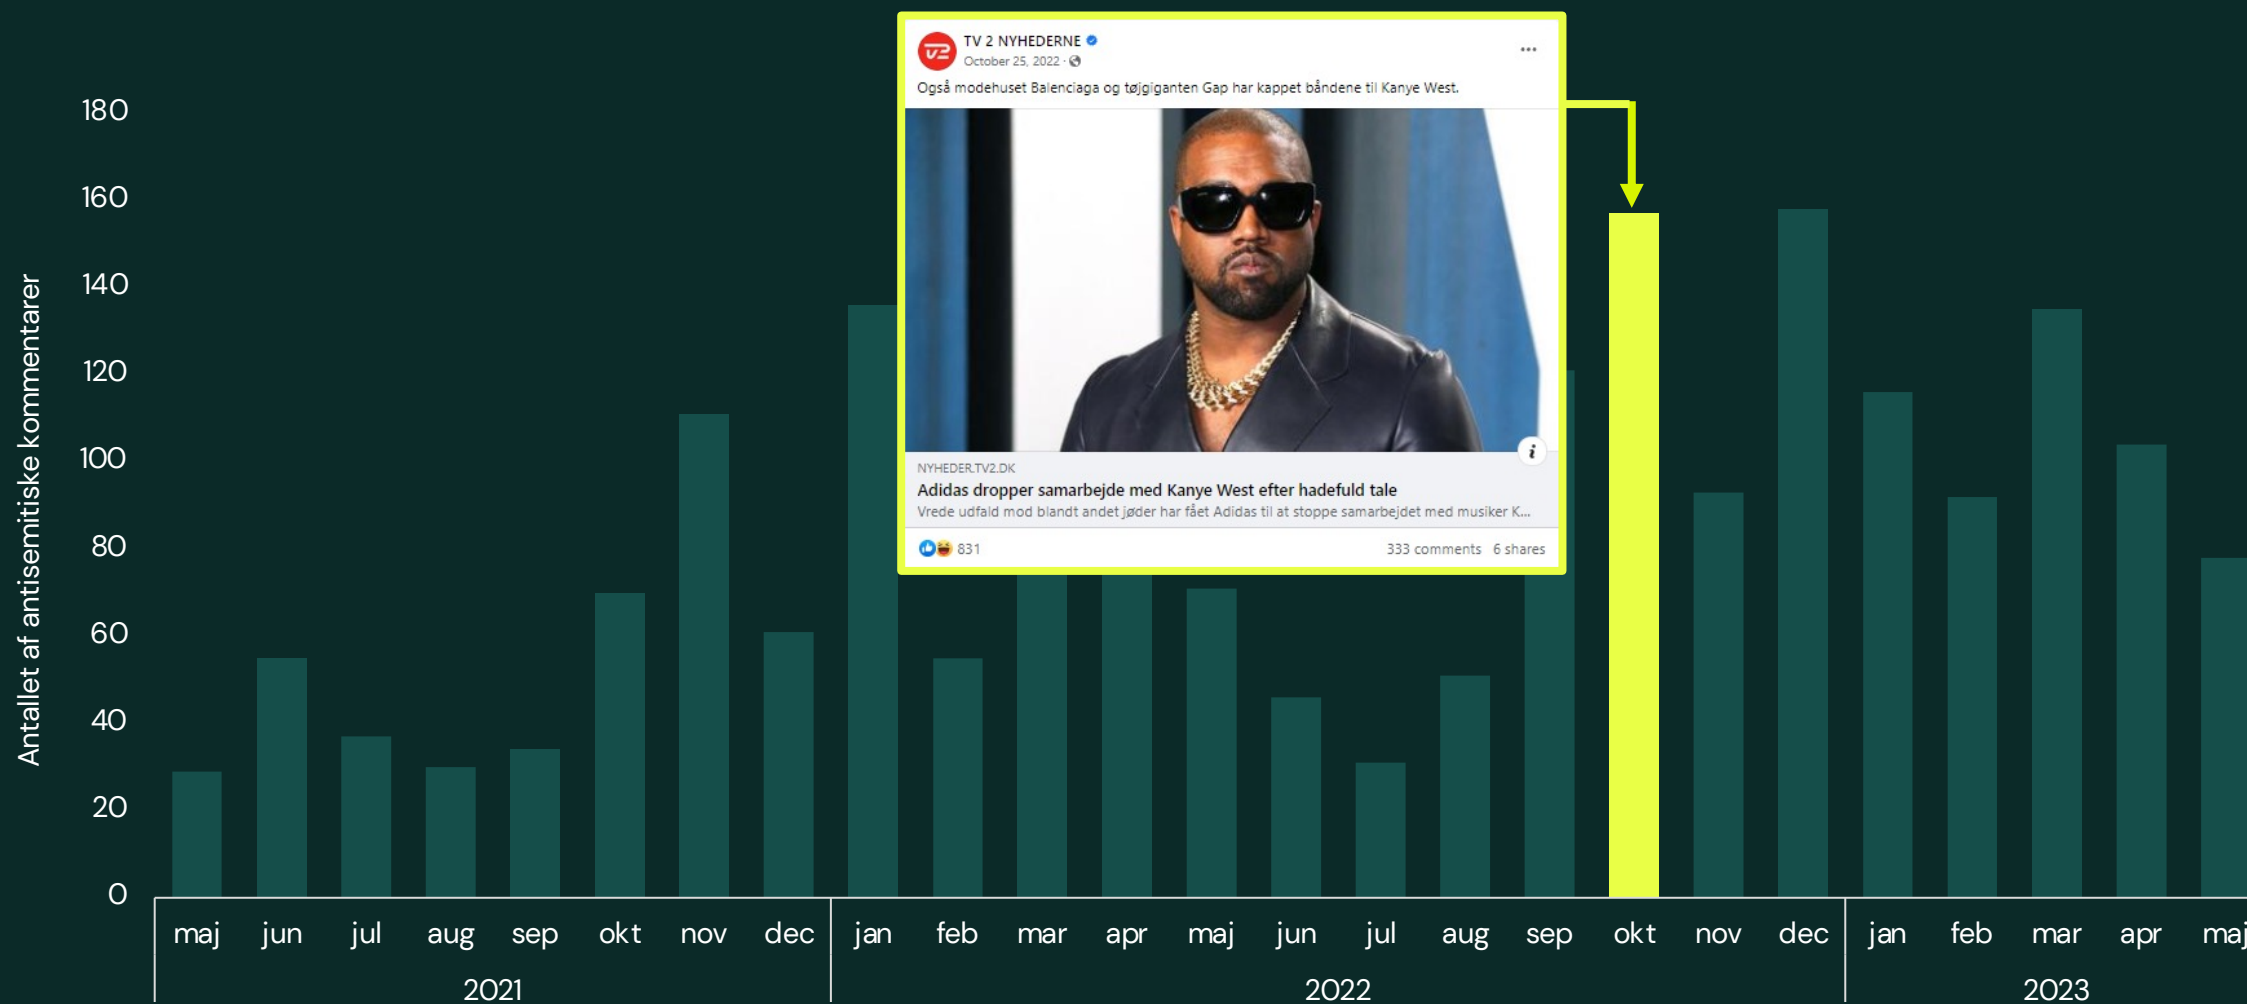 TV 2 NYHEDERNE
October 25, 2022 ·
Også modehuset Balenciaga og tøjgiganten Gap har kappet båndene til Kanye West.
NYHEDER.TV2.DK
Adidas dropper samarbejde med Kanye West efter hadefuld tale
Vrede udfald mod blandt andet jøder har fået Adidas til at stoppe samarbejdet med musiker K...
831 333 comments 6 shares
Antallet af antisemitiske kommentarer
180
160
140
120
100
80
60
40
20
0
maj jun jul aug sep okt nov dec jan feb mar apr maj jun jul aug sep okt nov dec jan feb mar apr maj
2021 2022 2023